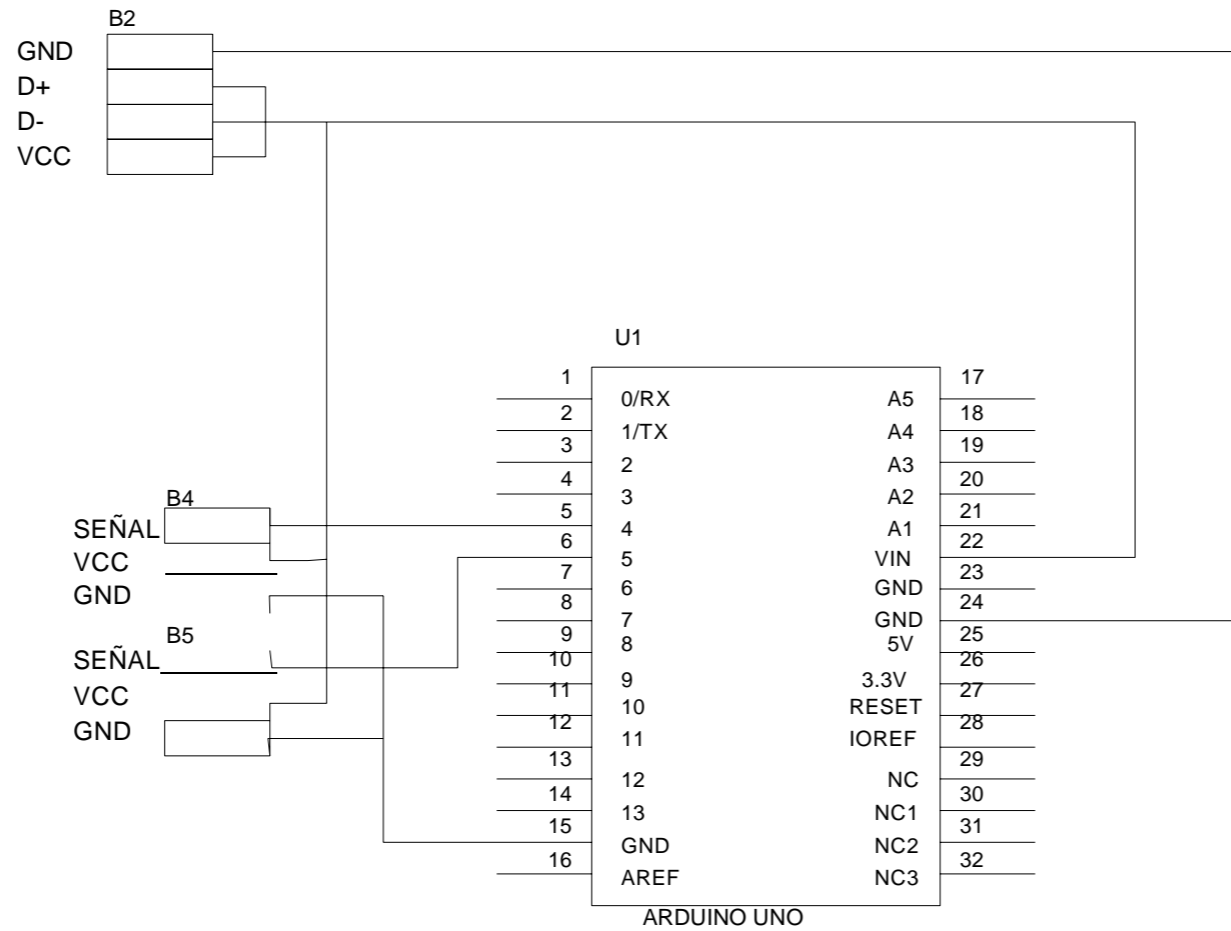 B2
GND
D+
D-
VCC
U1
1
0/RX
A5
17
2
1/TX
A4
18
3
2
A3
19
4
3
A2
20
5
4
A1
21
6
5
VIN
22
7
6
GND
23
8
7
GND
24
9
8
5V
25
10
9
3.3V
26
11
10
RESET
27
12
11
IOREF
28
13
12
NC
29
14
13
NC1
30
15
GND
NC2
31
16
AREF
NC3
32
ARDUINO UNO
B4
SEÑAL
VCC
GND
B5
SEÑAL
VCC
GND